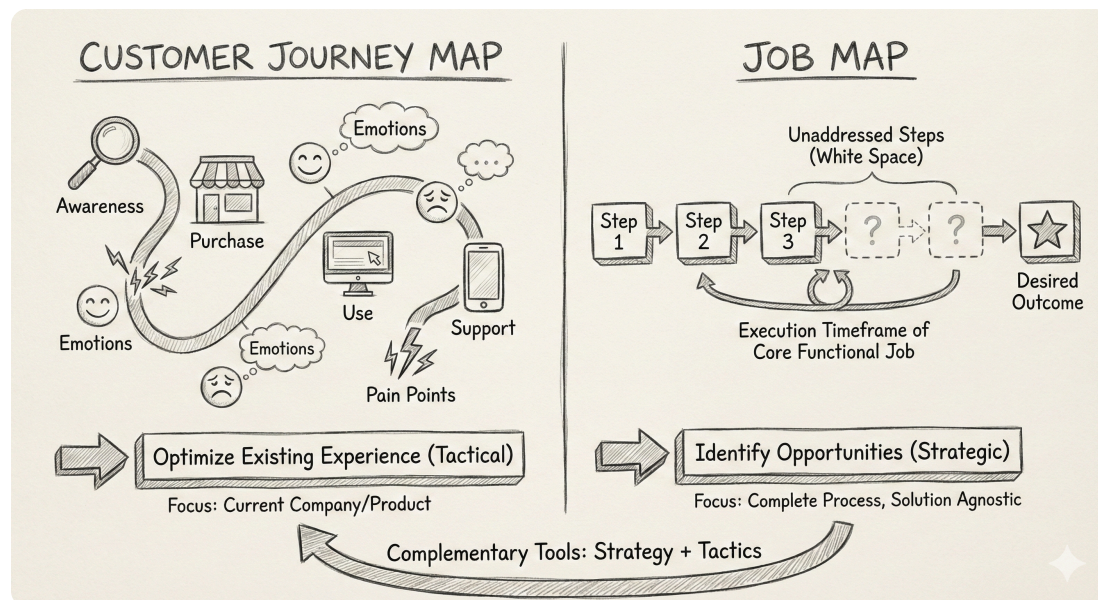 CUSTOMER JOURNEY MAP
Emotions
...
Awareness
Purchase
Emotions
Use
Support
Emotions
Pain Points
Optimize Existing Experience (Tactical)
Focus: Current Company/Product
JOB MAP
Unaddressed Steps
(White Space)
Step
1
Step
2
Step
3
?
?
Desired
Outcome
Execution Timeframe of
Core Functional Job
Identify Opportunities (Strategic)
Focus: Complete Process, Solution Agnostic
Complementary Tools: Strategy + Tactics